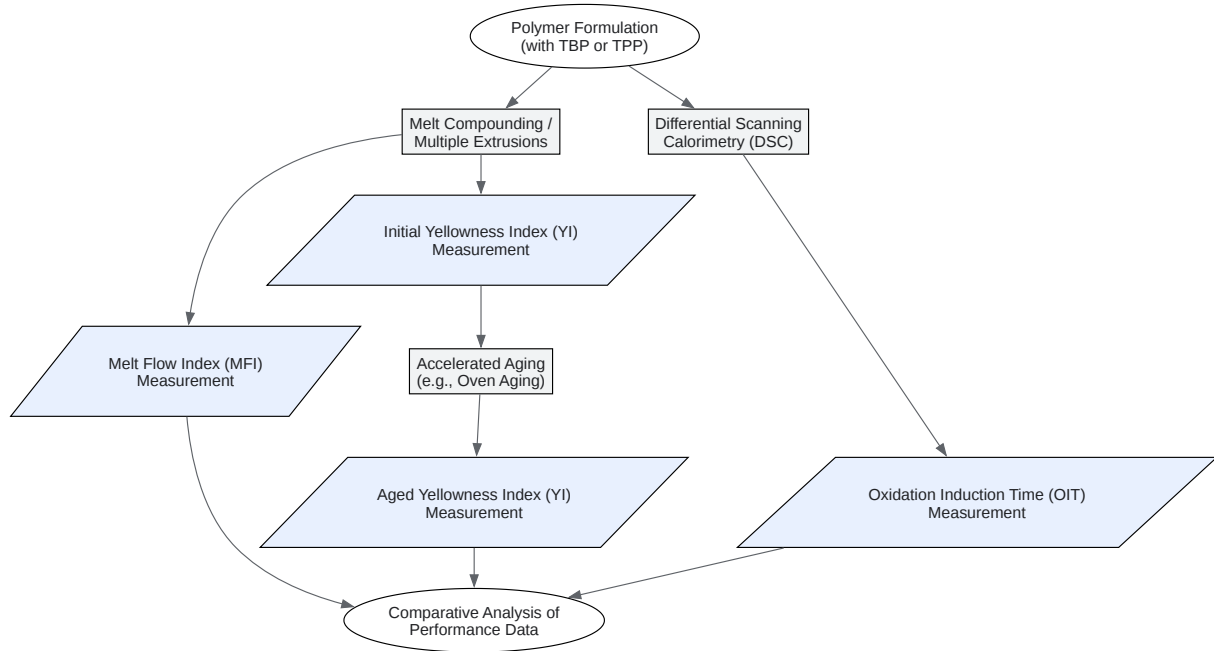 Polymer Formulation
(with TBP or TPP)
Melt Compounding /
Multiple Extrusions
Differential Scanning
Calorimetry (DSC)
Initial Yellowness Index (YI)
Measurement
Melt Flow Index (MFI)
Measurement
Accelerated Aging
(e.g., Oven Aging)
Aged Yellowness Index (YI)
Measurement
Oxidation Induction Time (OIT)
Measurement
Comparative Analysis of
Performance Data